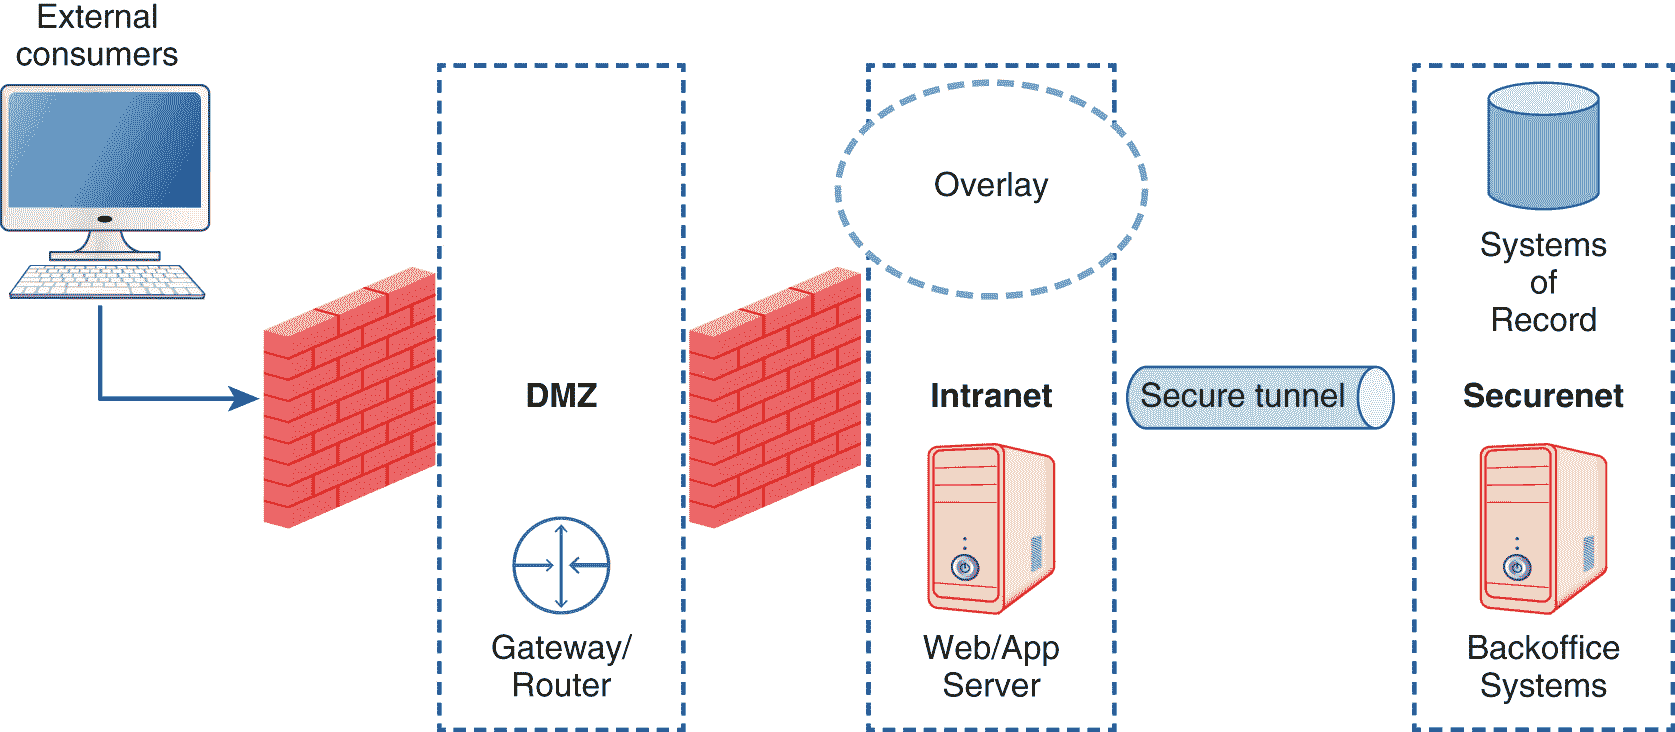 External
consumers
DMZ
Gateway/
Router
Overlay
Intranet
Web/App
Server
Secure tunnel
Systems
of
Record
Securenet
Backoffice
Systems